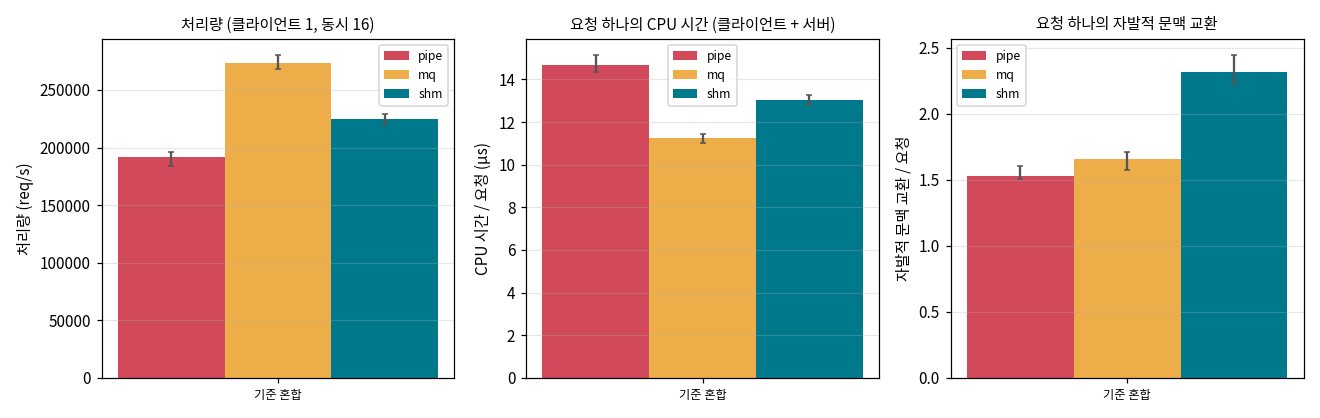 처리량 (클라이언트 1, 동시 16)
처리량 (req/s)
250000
200000
150000
100000
50000
0
pipe
mq
shm
기준 혼합
요청 하나의 CPU 시간 (클라이언트 + 서버)
CPU 시간 / 요청 (µs)
14
12
10
8
6
4
2
0
pipe
mq
shm
기준 혼합
요청 하나의 자발적 문맥 교환
자발적 문맥 교환 / 요청
2.5
2.0
1.5
1.0
0.5
0.0
pipe
mq
shm
기준 혼합